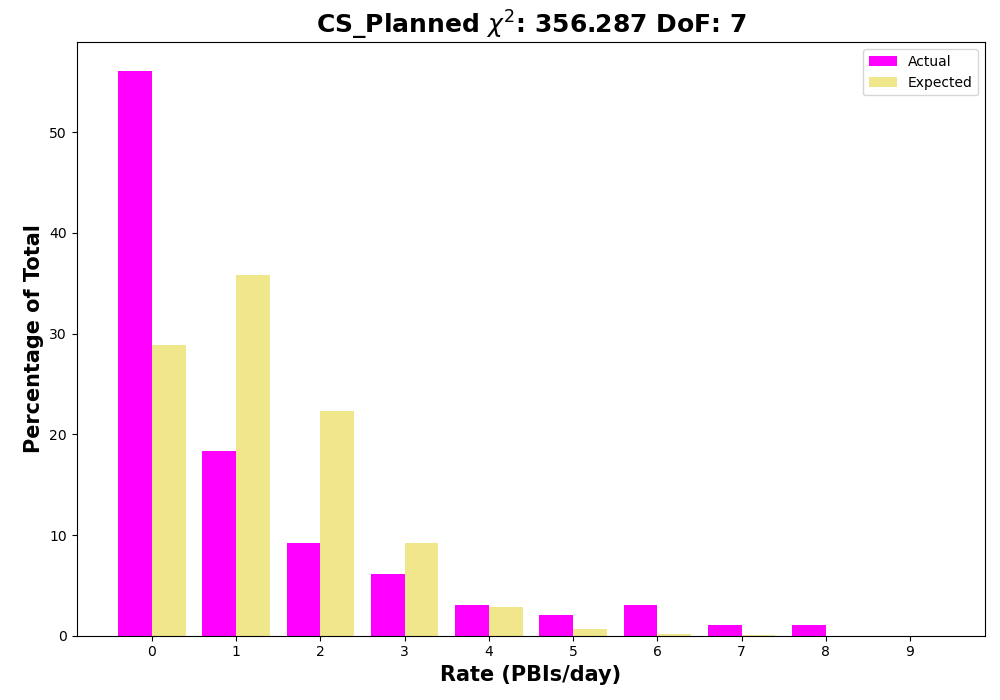 CS_Planned χ²: 356.287 DoF: 7
Actual
Expected
Percentage of Total
50
40
30
20
10
0
0 1 2 3 4 5 6 7 8 9
Rate (PBIs/day)